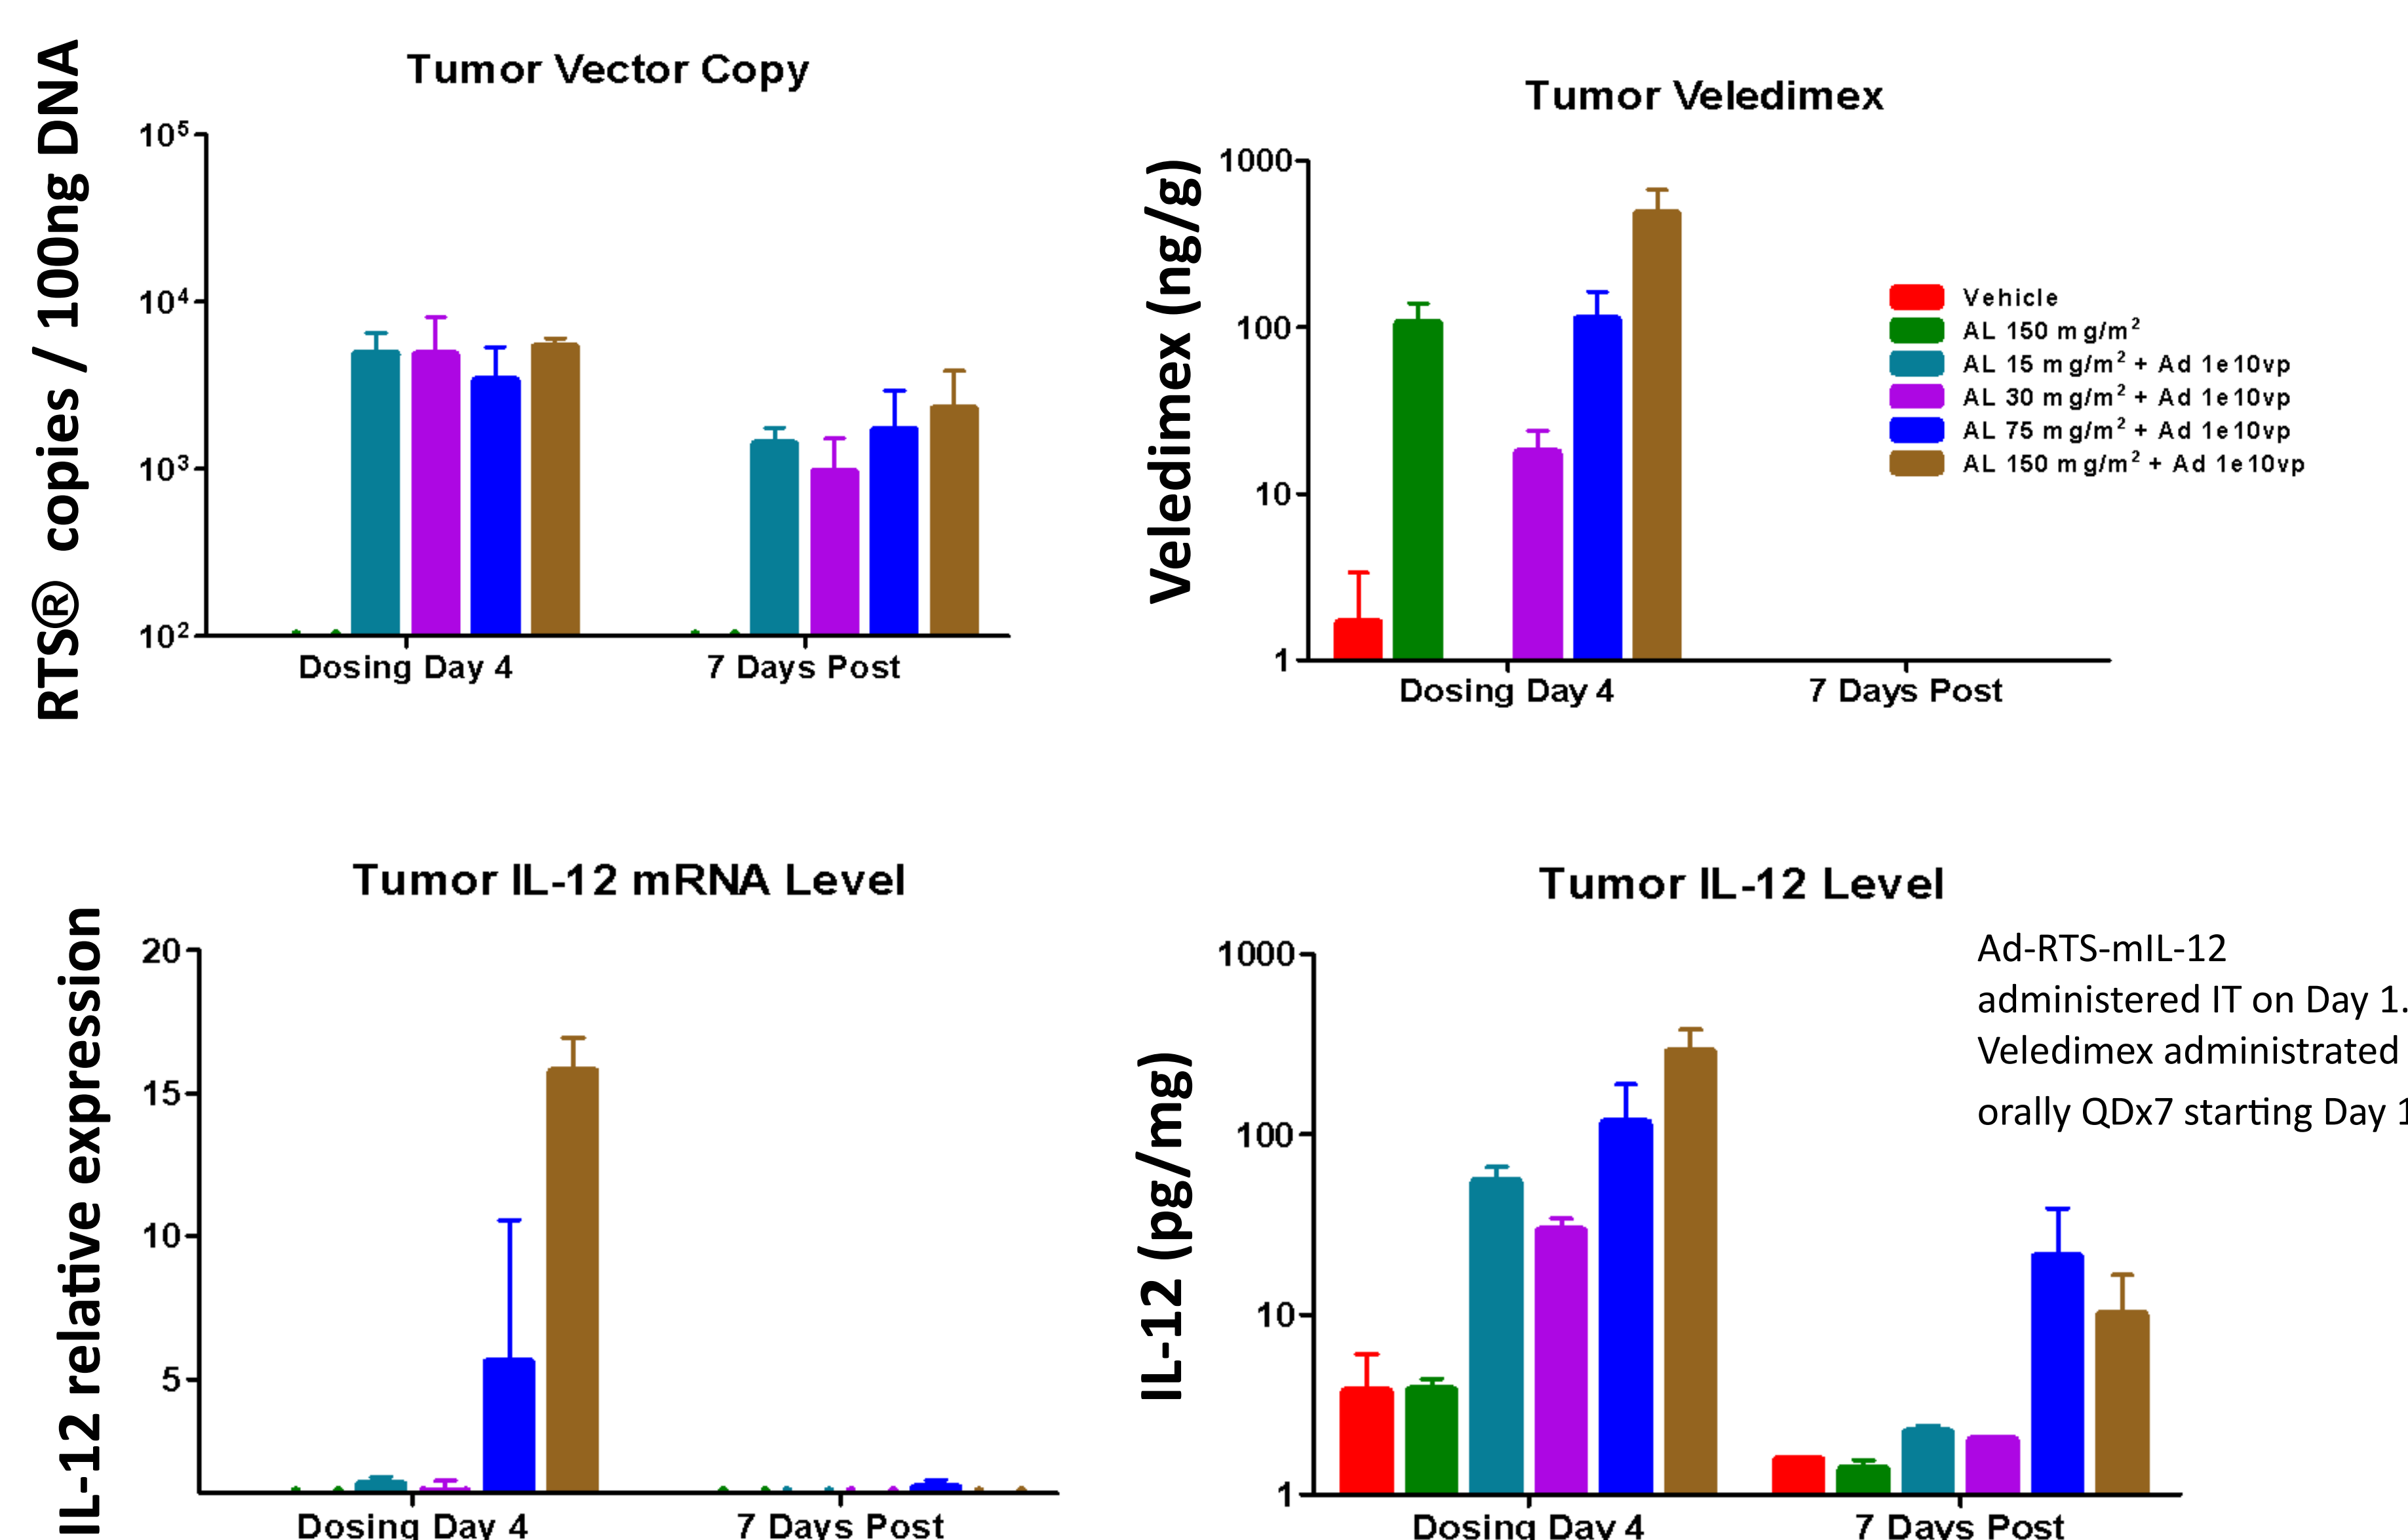 Tumor Vector Copy
RTS® copies / 100ng DNA
10⁵
10⁴
10³
10²
Dosing Day 4
7 Days Post
Tumor Veledimex
Veledimex (ng/g)
1000
100
10
1
Dosing Day 4
7 Days Post
Vehicle
AL 150 mg/m²
AL 15 mg/m² + Ad 1e10vp
AL 30 mg/m² + Ad 1e10vp
AL 75 mg/m² + Ad 1e10vp
AL 150 mg/m² + Ad 1e10vp
Tumor IL-12 mRNA Level
IL-12 relative expression
20
15
10
5
Dosing Day 4
7 Days Post
Tumor IL-12 Level
IL-12 (pg/mg)
1000
100
10
1
Dosing Day 4
7 Days Post
Ad-RTS-mIL-12
administered IT on Day 1.
Veledimex administrated
orally QDx7 starting Day 1